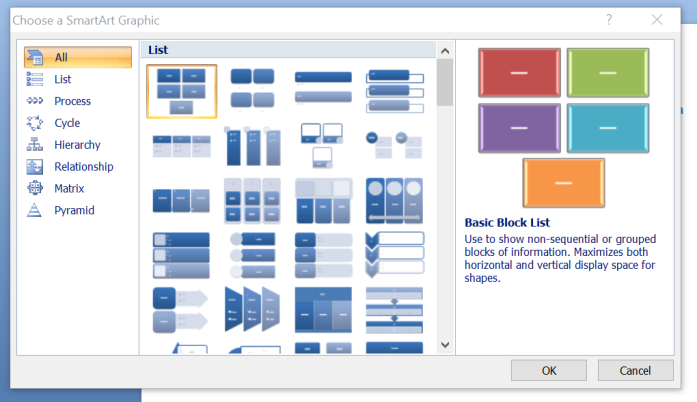 Choose a SmartArt Graphic
All
List
Process
Cycle
Hierarchy
Relationship
Matrix
Pyramid
List
Basic Block List
Use to show non-sequential or grouped
blocks of information. Maximizes both
horizontal and vertical display space for
shapes.
OK
Cancel